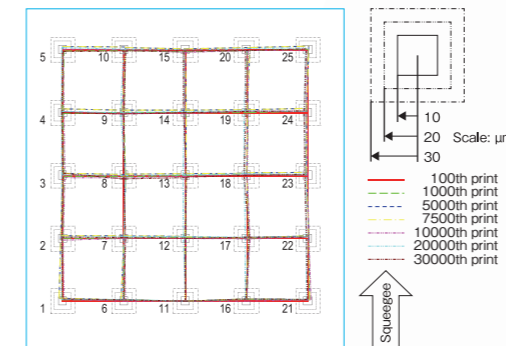 5 10 15 20 25
4 9 14 19 24
3 8 13 18 23
2 7 12 17 22
1 6 11 16 21
10
20 Scale: μ
30
100th print
1000th print
5000th print
7500th print
10000th print
20000th print
30000th print
Squeegee